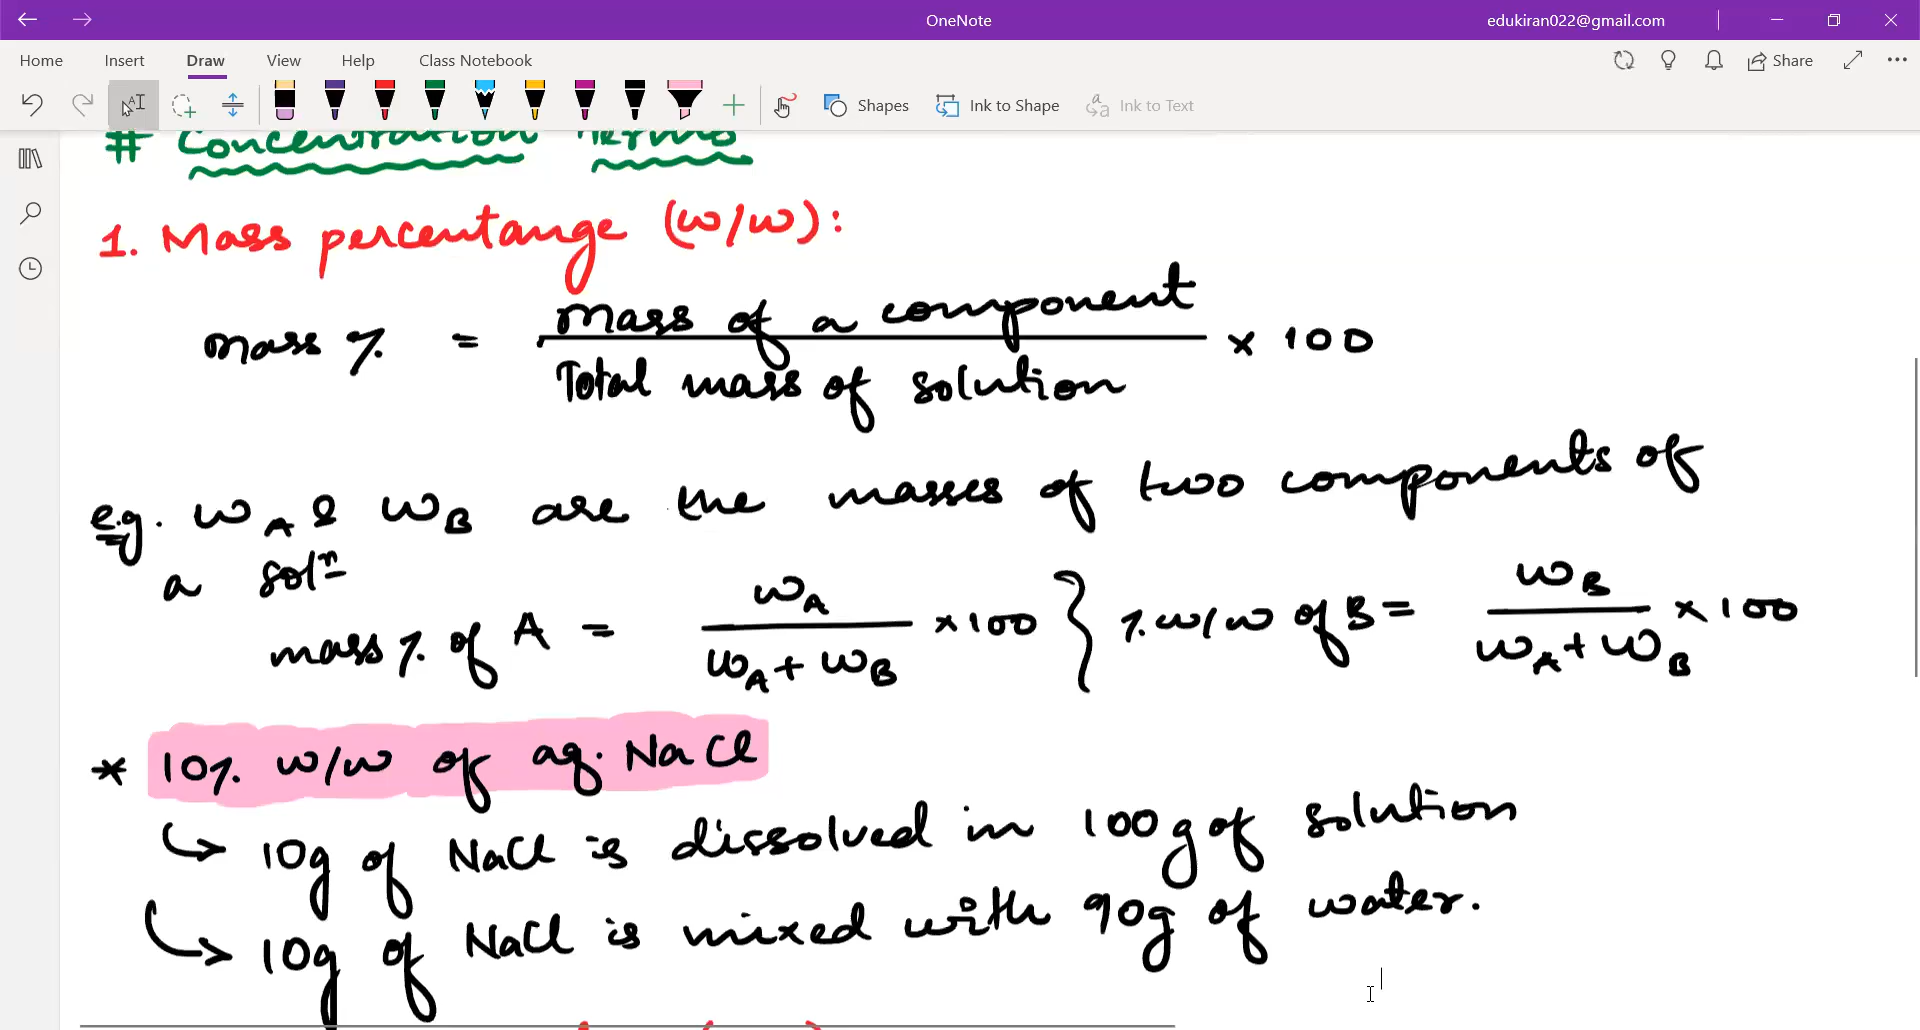 OneNote
edukiran022@gmail.com
Home Insert Draw View Help Class Notebook
Share
Shapes Ink to Shape Ink to Text
# Concentration Terms
1. Mass percentange (w/w):
mass % = mass of a component / Total mass of solution × 100
e.g. wA & wB are the masses of two components of
a solⁿ
mass % of A = wA / wA + wB × 100 } % w/w of B = wB / wA + wB × 100
* 10% w/w of aq. NaCl
↳ 10g of NaCl is dissolved in 100g of solution
↳ 10g of NaCl is mixed with 90g of water.